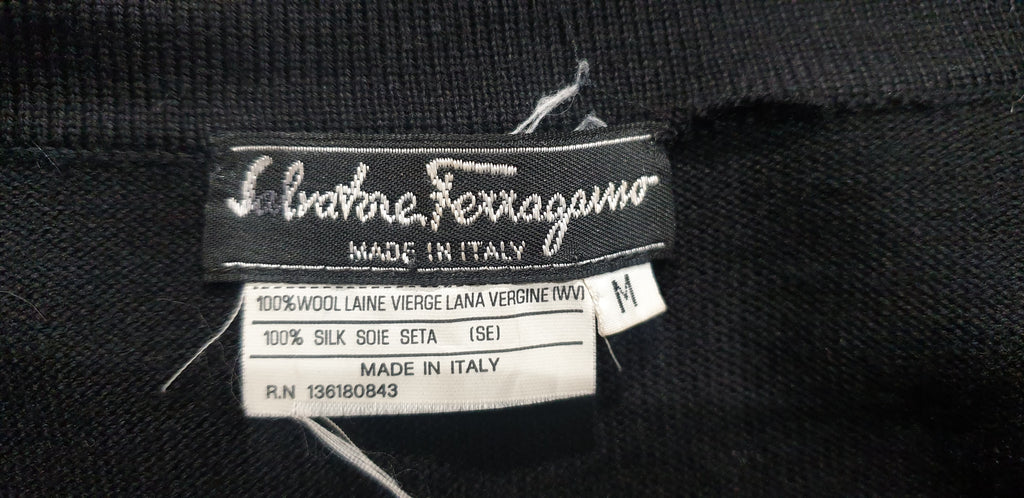 Salvatore Ferragamo
MADE IN ITALY
M
100% WOOL LAINE VIERGE LANA VERGINE (WV)
100% SILK SOIE SETA (SE)
MADE IN ITALY
R.N 136180843